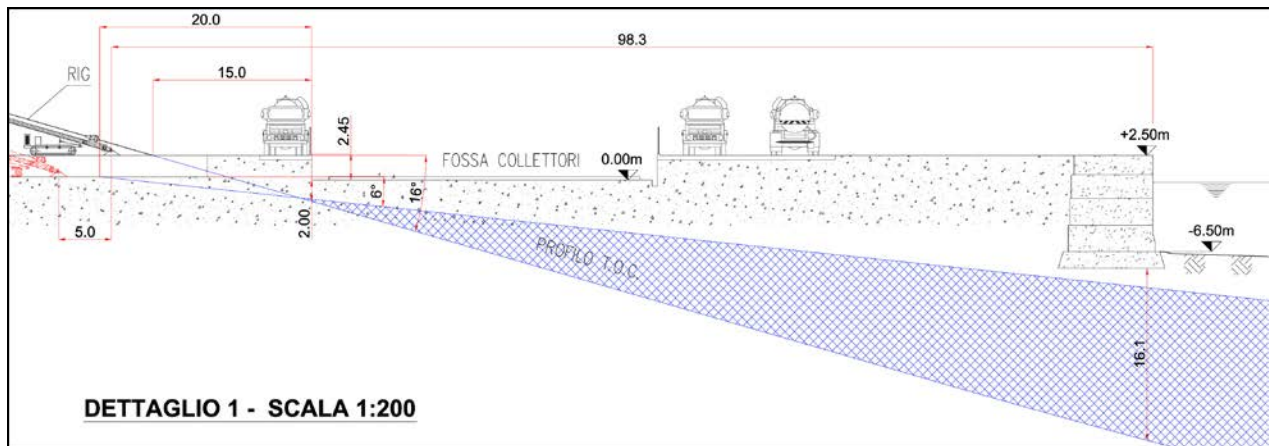 20.0
98.3
RIG
15.0
2.45
+2.50m
FOSSA COLLETTORI
0.00m
6°
16°
5.0
2.00
-6.50m
PROFILO T.O.C.
16.1
DETTAGLIO 1 - SCALA 1:200